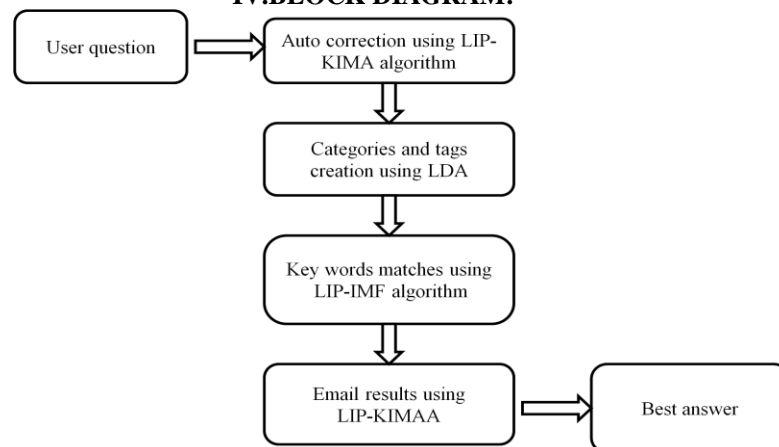 IV.BLOCK DIAGRAM:
User question
Auto correction using LIP-
KIMA algorithm
Categories and tags
creation using LDA
Key words matches using
LIP-IMF algorithm
Email results using
LIP-KIMAA
Best answer